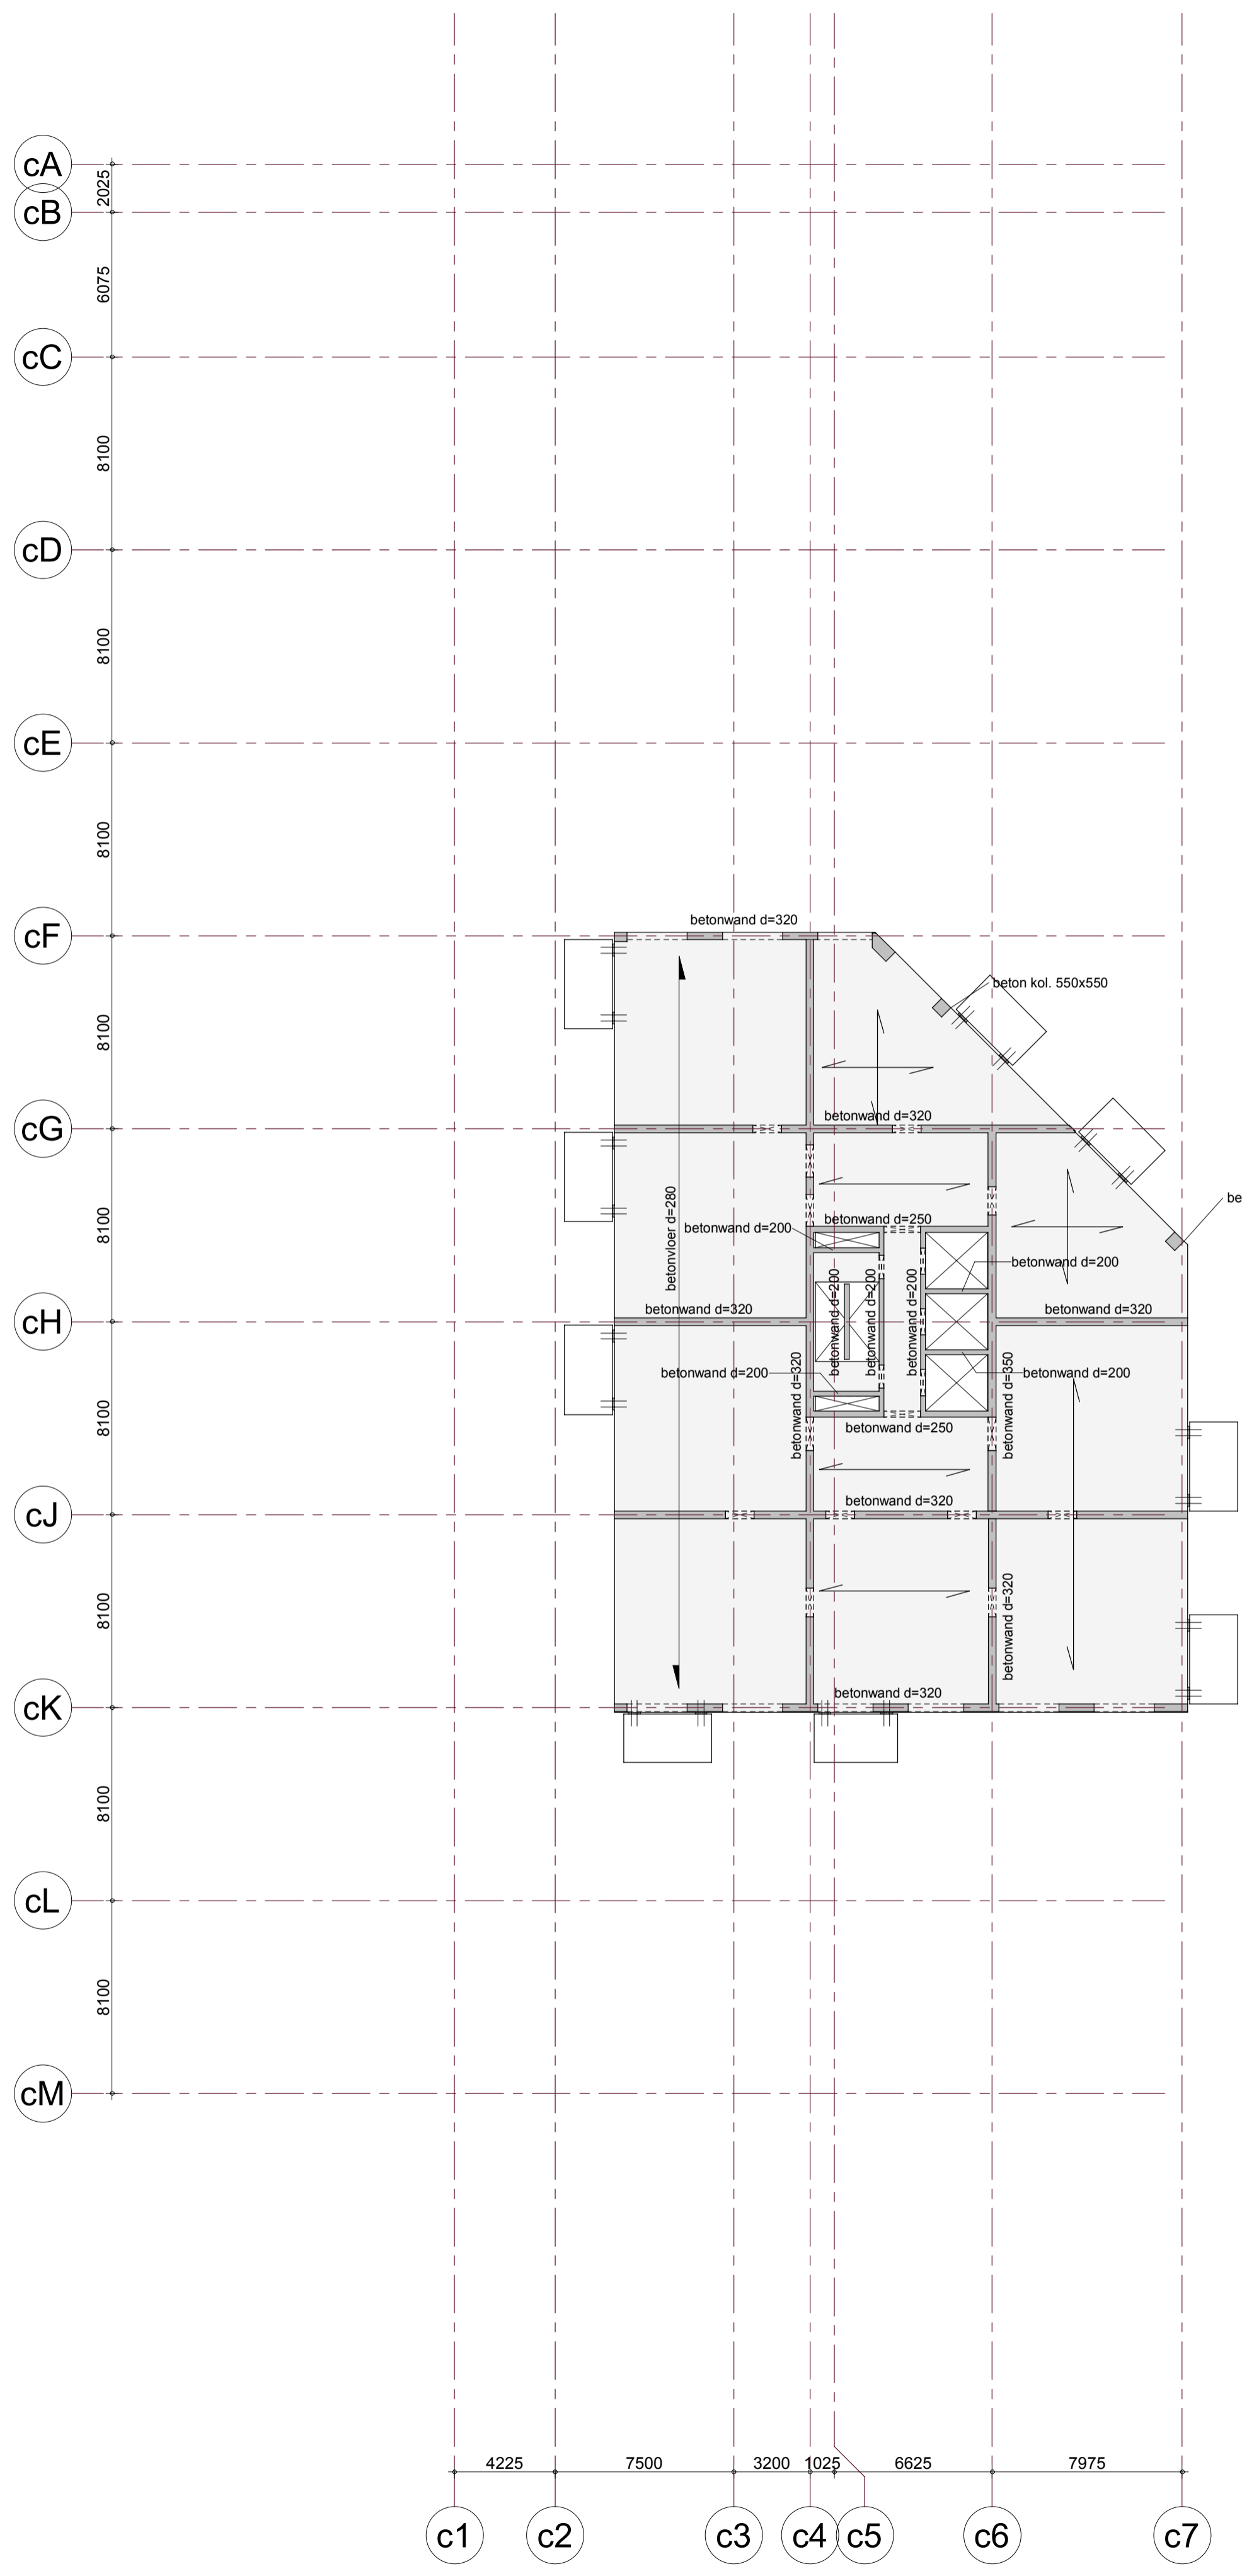 cA
2025
cB
6075
cC
8100
cD
8100
cE
8100
cF
betonwand d=320
beton kol. 550x550
8100
cG
betonwand d=320
8100
betonvloer d=280
be
betonwand d=250
betonwand d=200
betonwand d=200
betonwand d=200
betonwand d=200
betonwand d=200
cH
betonwand d=320
betonwand d=320
8100
betonwand d=200
betonwand d=200
betonwand d=320
betonwand d=350
betonwand d=250
cJ
betonwand d=320
8100
betonwand d=320
betonwand d=320
cK
8100
cL
8100
cM
4225
7500
3200
1025
6625
7975
c1
c2
c3
c4
c5
c6
c7